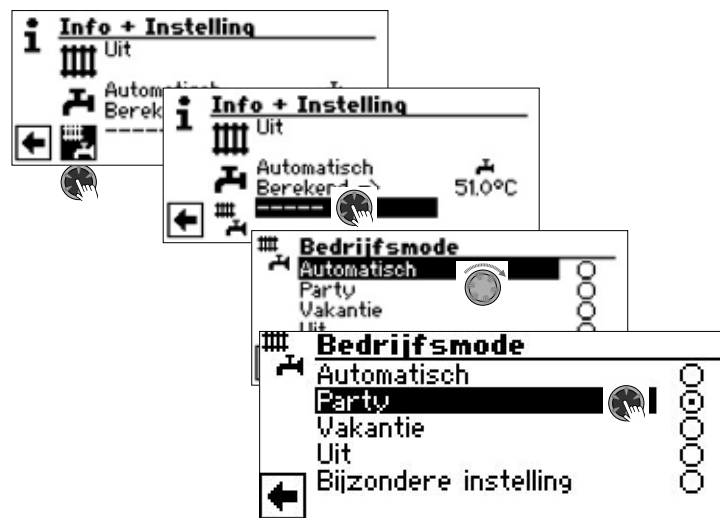 Info + Instelling
Uit
Automatisch
Berek
-----
Info + Instelling
Uit
Automatisch
Berekend ->
51.0°C
-----
Bedrijfsmode
Automatisch
Party
Vakantie
Uit
Bedrijfsmode
Automatisch
Party
Vakantie
Uit
Bijzondere instelling